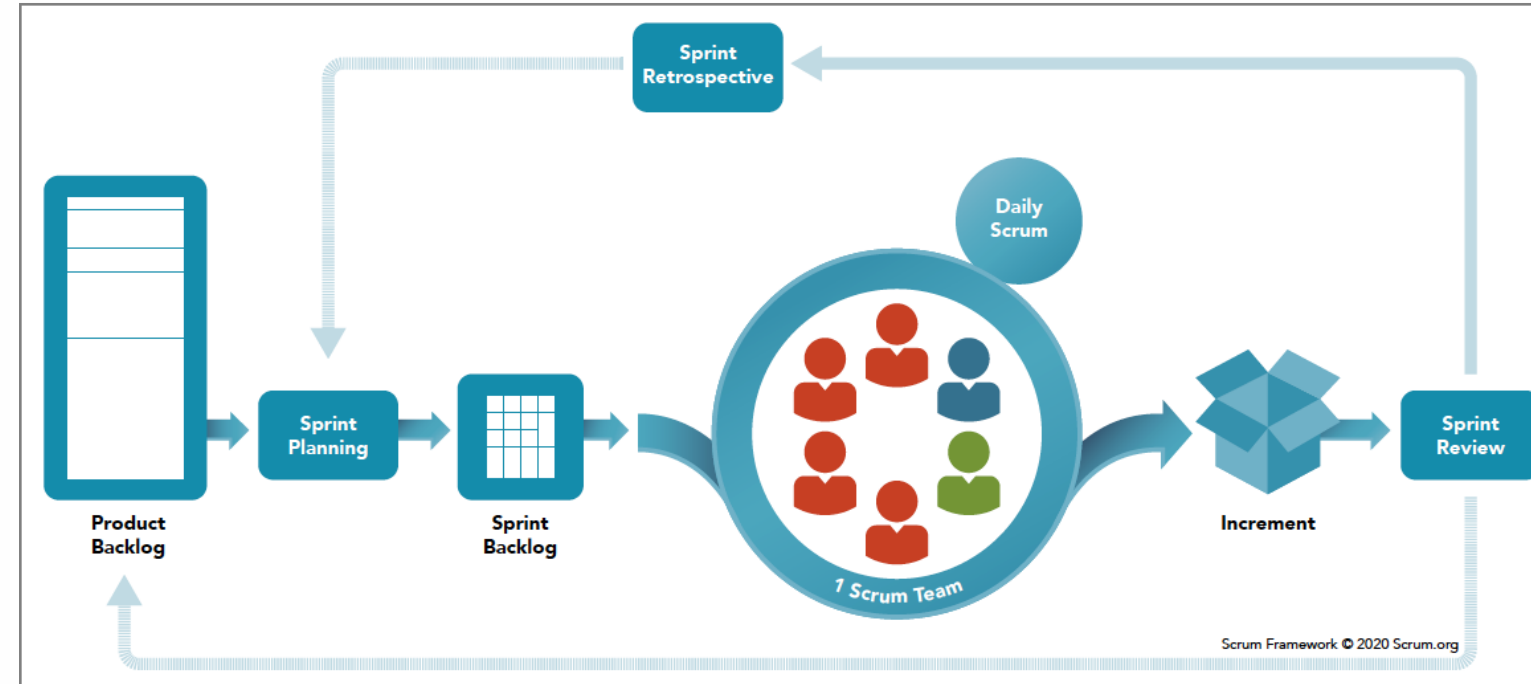 Sprint
Retrospective
Daily
Scrum
Sprint
Planning
Sprint
Review
Product
Backlog
Sprint
Backlog
1 Scrum Team
Increment
Scrum Framework © 2020 Scrum.org